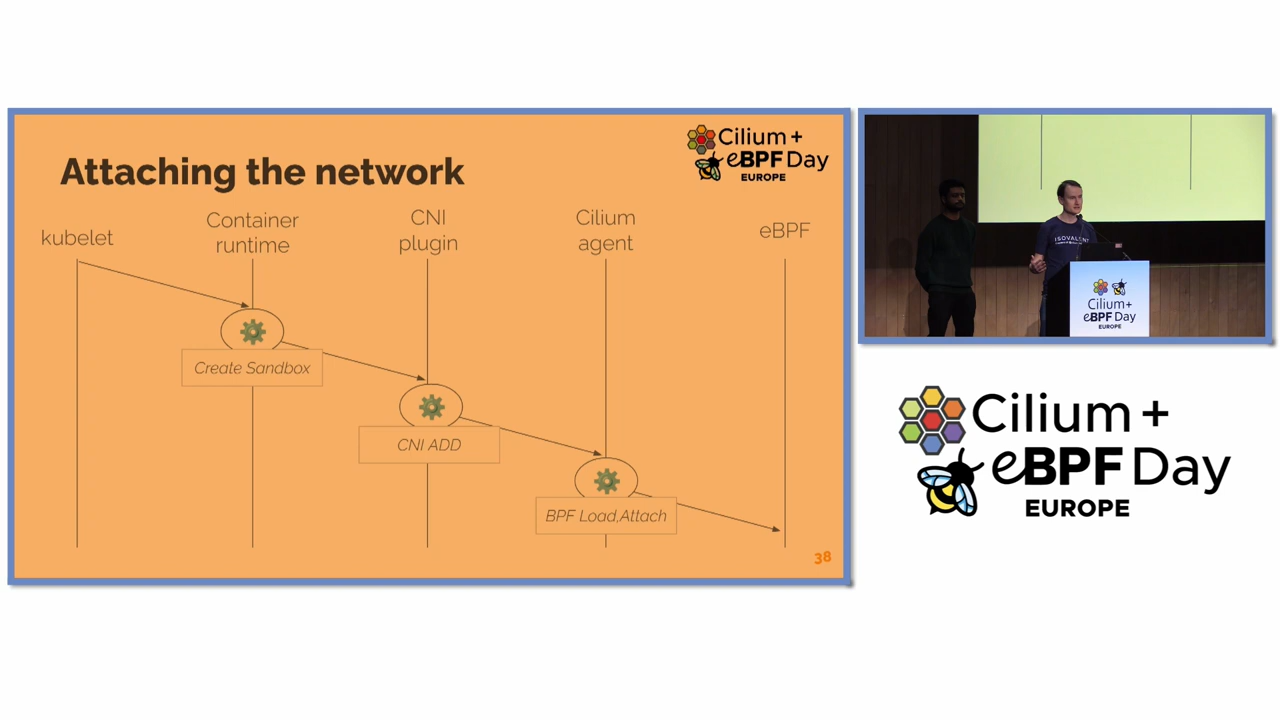 Attaching the network
Cilium +
eBPF Day
EUROPE
kubelet
Container
runtime
CNI
plugin
Cilium
agent
eBPF
Create Sandbox
CNI ADD
BPF Load,Attach
38
ISOVALENT
Cilium+
eBPF Day
EUROPE
Cilium +
eBPF Day
EUROPE